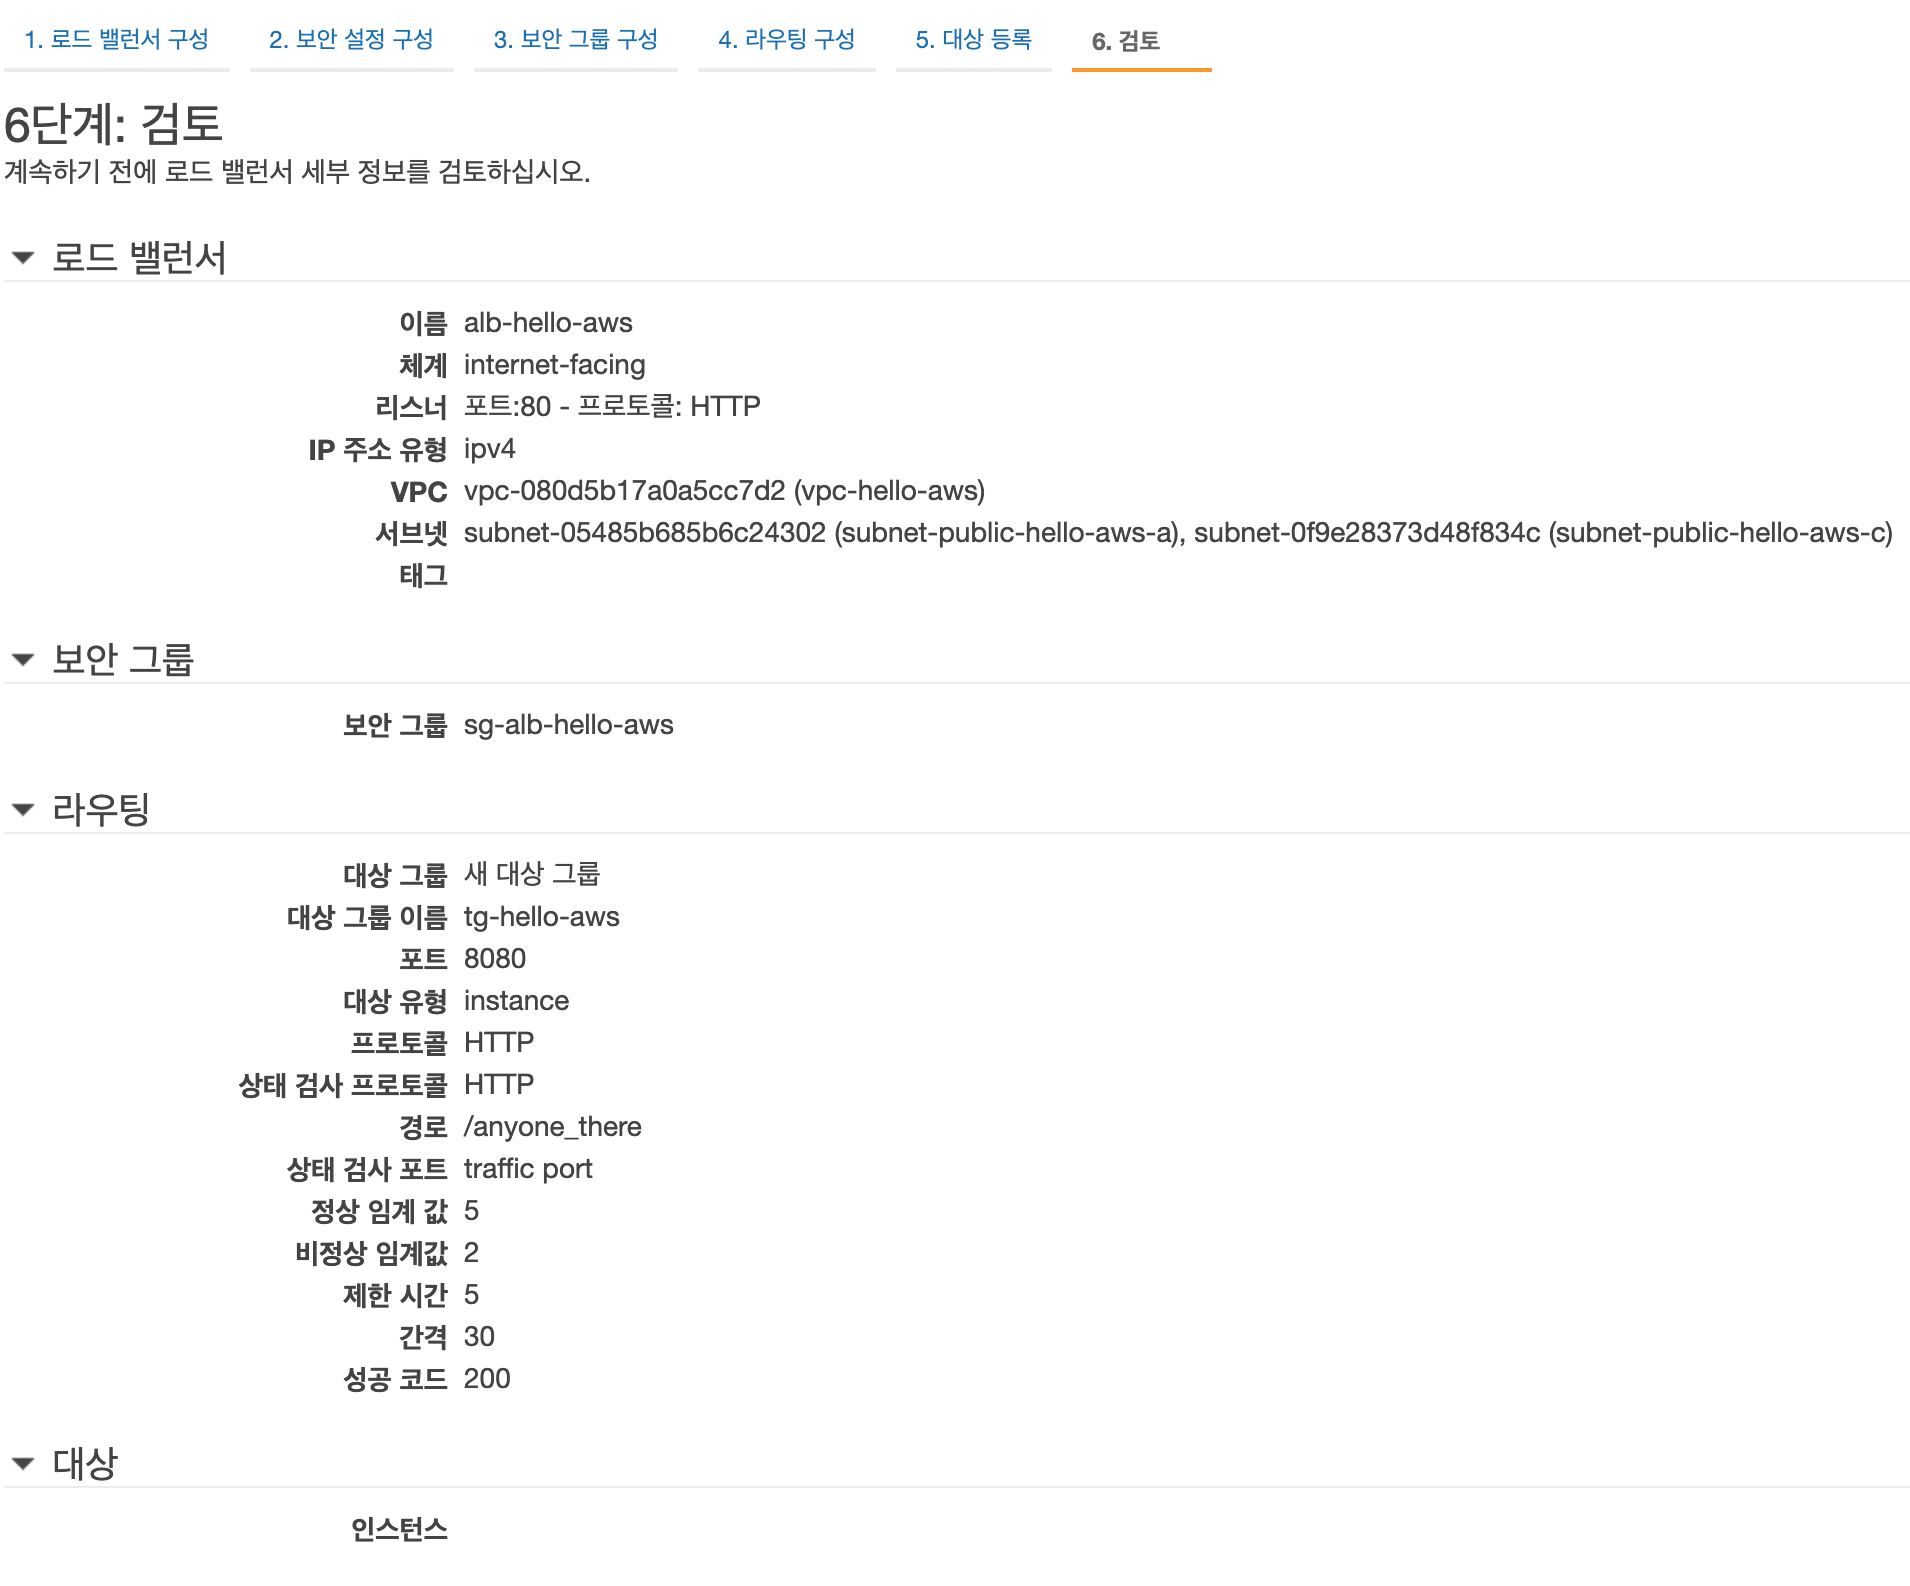 1. 로드 밸런서 구성 2. 보안 설정 구성 3. 보안 그룹 구성 4. 라우팅 구성 5. 대상 등록 6. 검토
6단계: 검토
계속하기 전에 로드 밸런서 세부 정보를 검토하십시오.
로드 밸런서
이름 alb-hello-aws
체계 internet-facing
리스너 포트:80 - 프로토콜: HTTP
IP 주소 유형 ipv4
VPC vpc-080d5b17a0a5cc7d2 (vpc-hello-aws)
서브넷 subnet-05485b685b6c24302 (subnet-public-hello-aws-a), subnet-0f9e28373d48f834c (subnet-public-hello-aws-c)
태그
보안 그룹
보안 그룹 sg-alb-hello-aws
라우팅
대상 그룹 새 대상 그룹
대상 그룹 이름 tg-hello-aws
포트 8080
대상 유형 instance
프로토콜 HTTP
상태 검사 프로토콜 HTTP
경로 /anyone_there
상태 검사 포트 traffic port
정상 임계 값 5
비정상 임계값 2
제한 시간 5
간격 30
성공 코드 200
대상
인스턴스